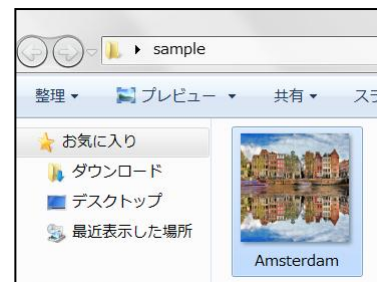 sample
整理 プレビュー 共有 スラ
お気に入り
ダウンロード
デスクトップ
最近表示した場所
Amsterdam